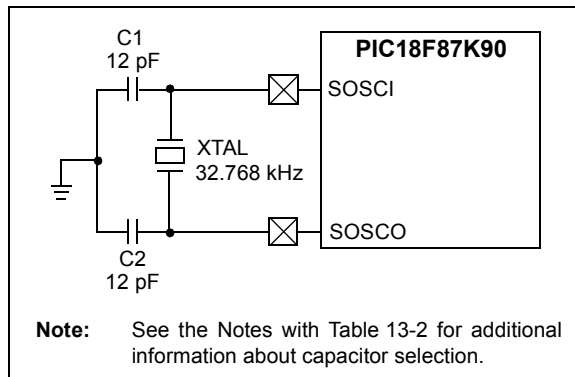 C1
12 pF
PIC18F87K90
SOSCI
XTAL
32.768 kHz
SOSCO
C2
12 pF
Note: See the Notes with Table 13-2 for additional
information about capacitor selection.